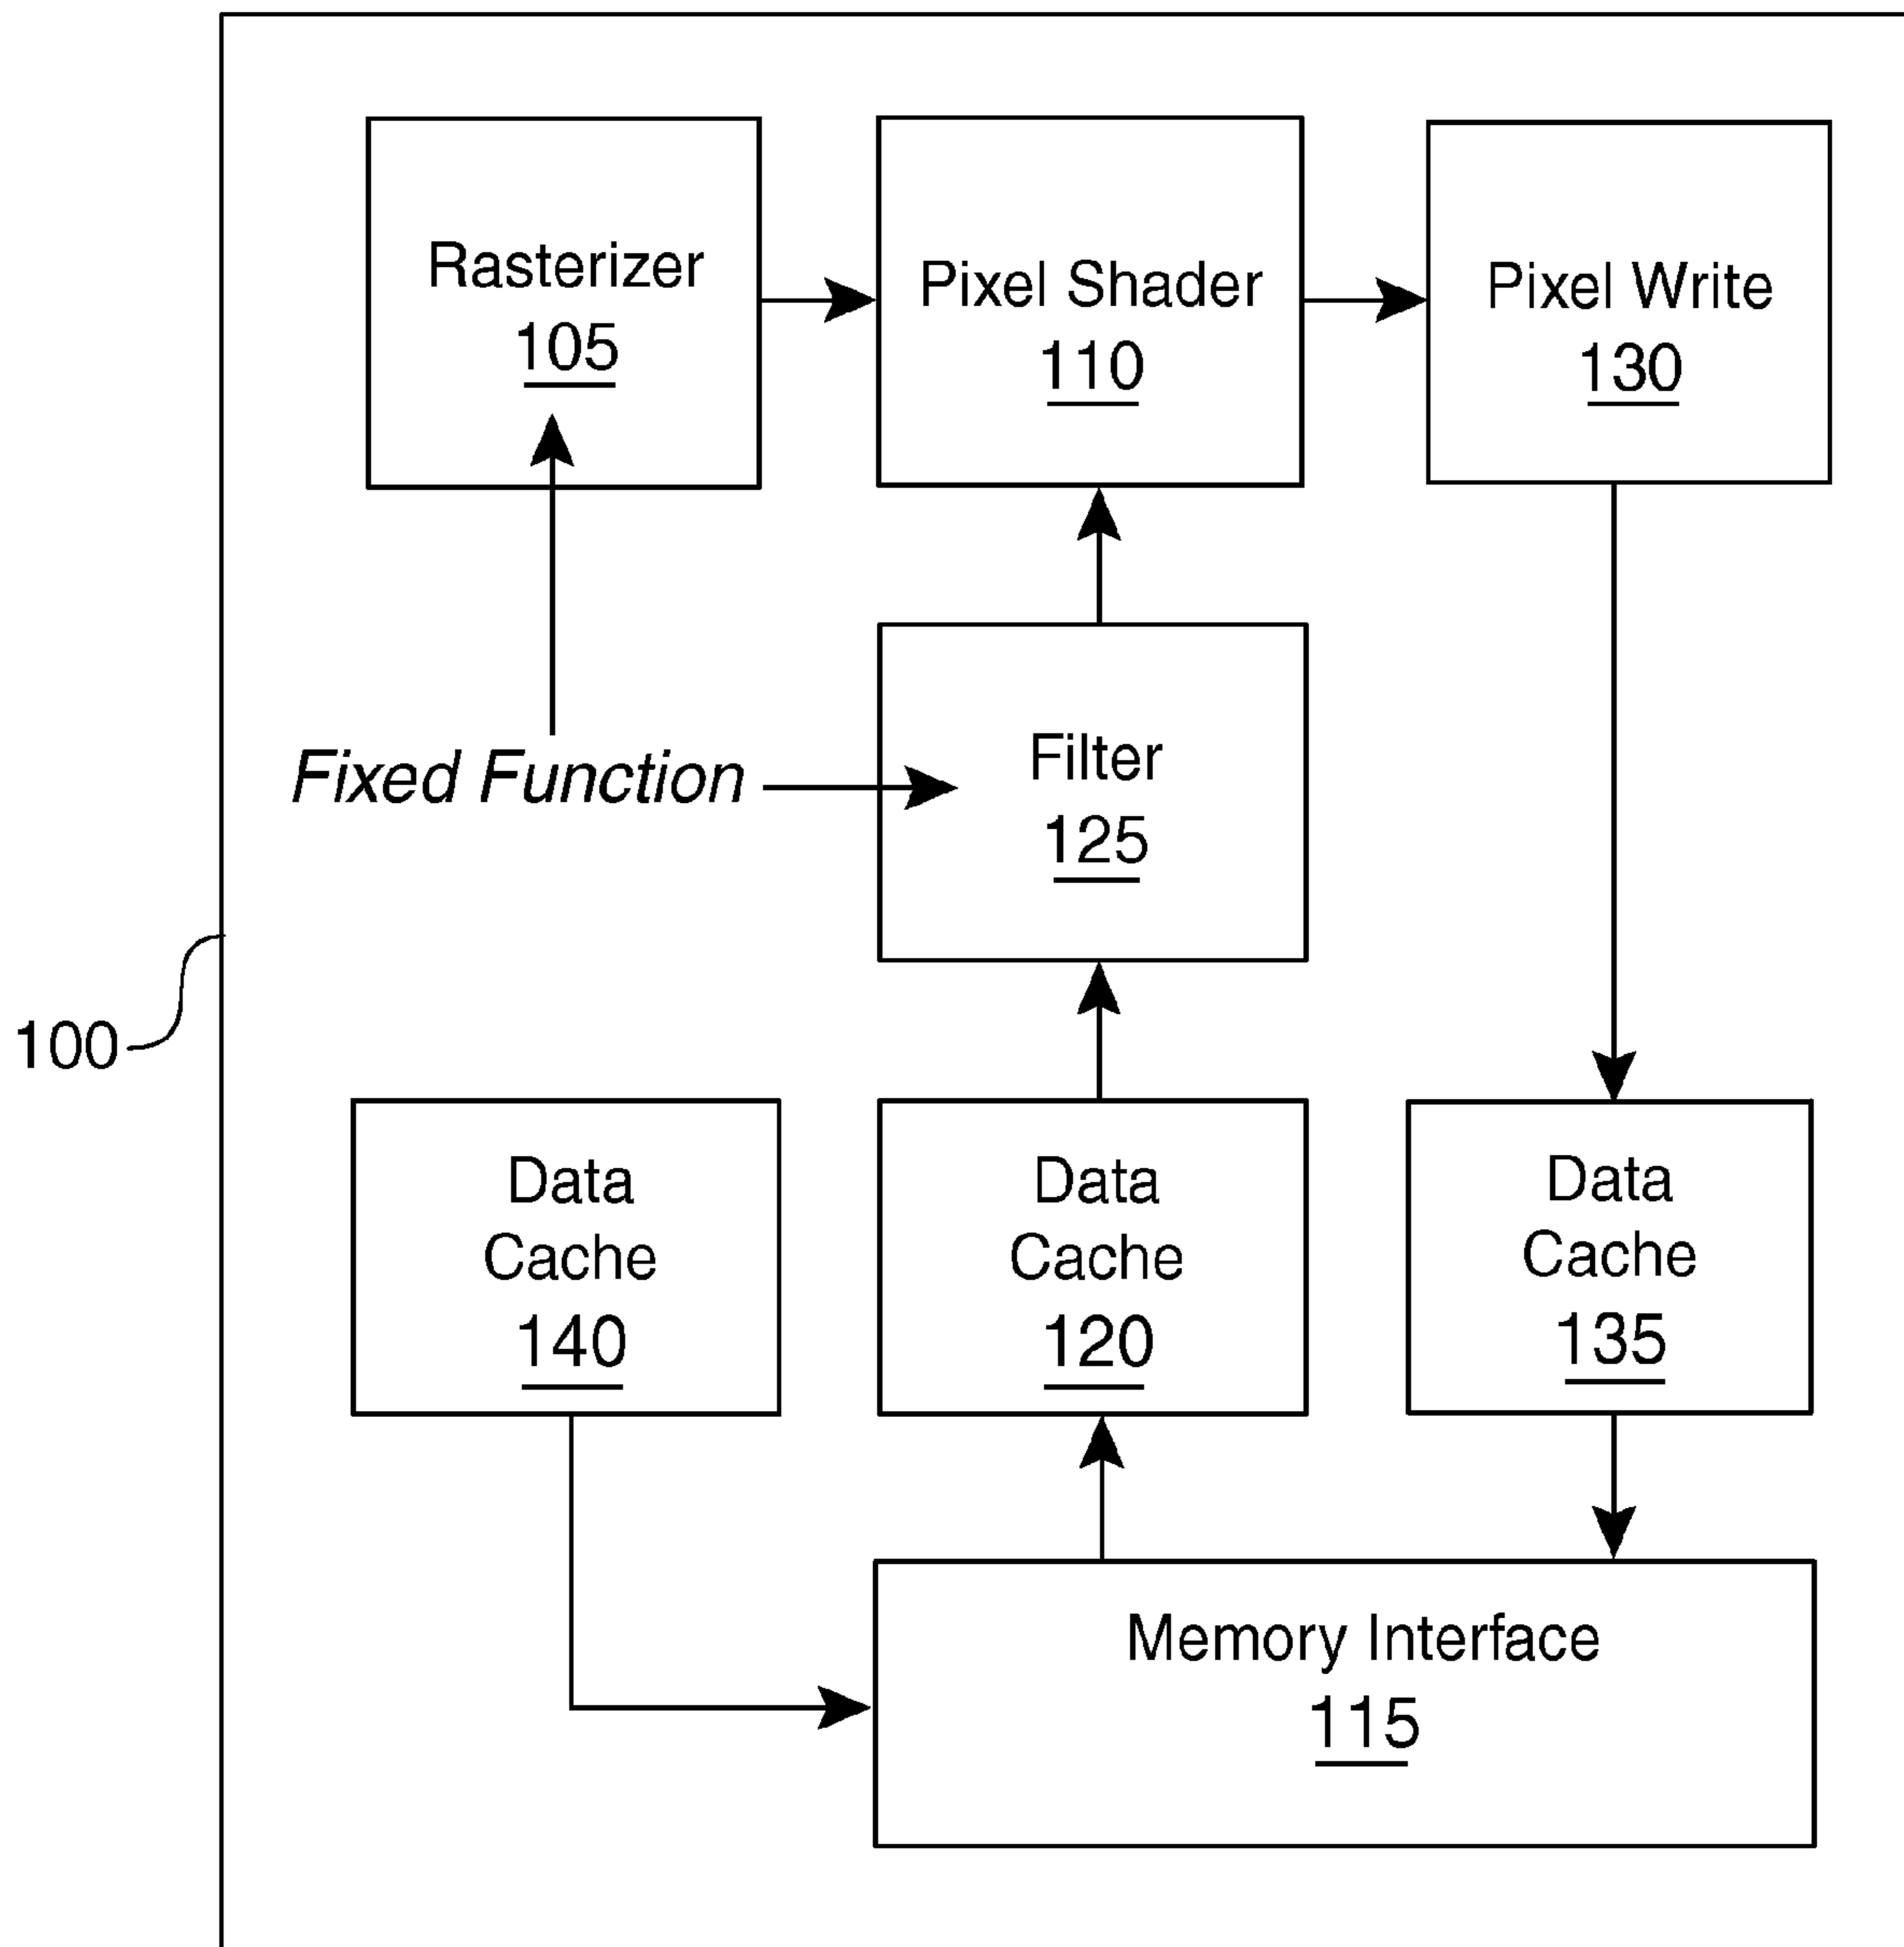 Rasterizer
105
Pixel Shader
110
Pixel Write
130
Fixed Function
Filter
125
100
Data
Cache
140
Data
Cache
120
Data
Cache
135
Memory Interface
115